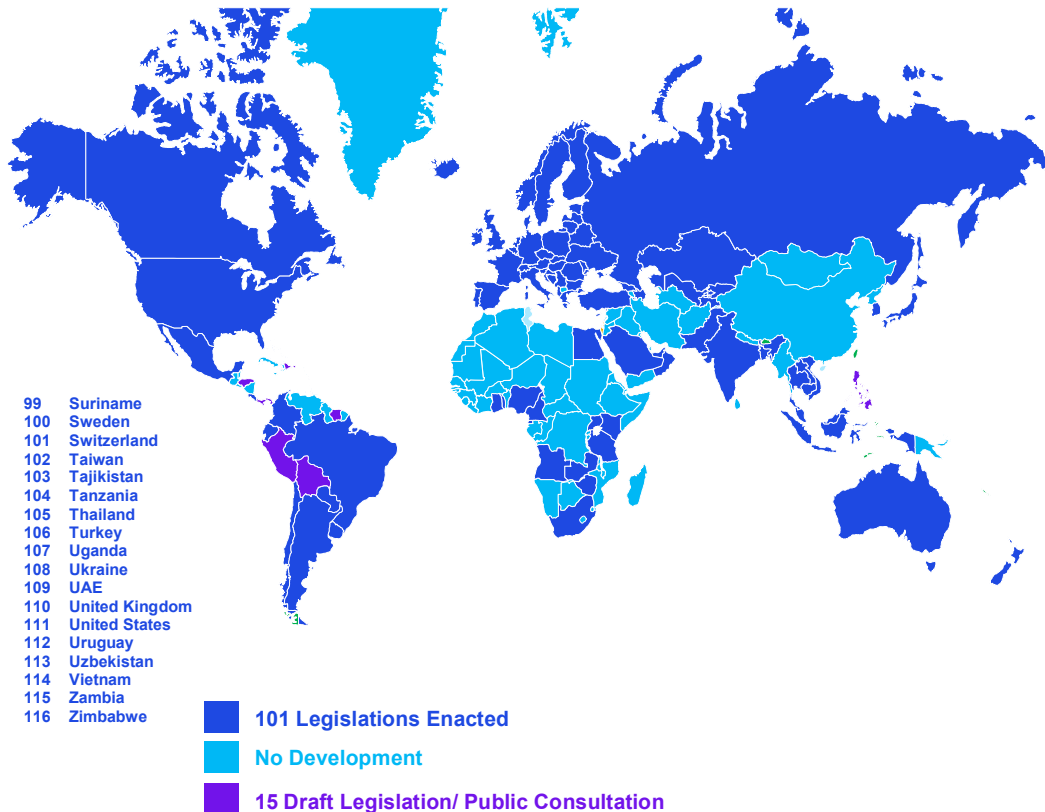 99 Suriname
100 Sweden
101 Switzerland
102 Taiwan
103 Tajikistan
104 Tanzania
105 Thailand
106 Turkey
107 Uganda
108 Ukraine
109 UAE
110 United Kingdom
111 United States
112 Uruguay
113 Uzbekistan
114 Vietnam
115 Zambia
116 Zimbabwe
101 Legislations Enacted
No Development
15 Draft Legislation/ Public Consultation